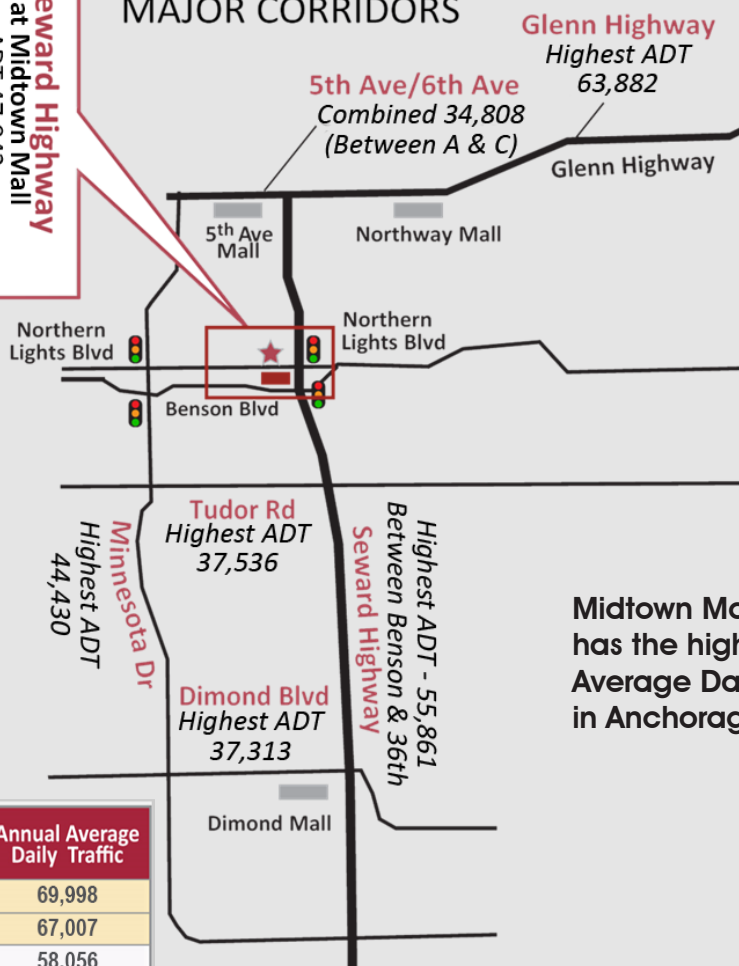 MAJOR CORRIDORS
Glenn Highway
Highest ADT
63,882
5th Ave/6th Ave
Combined 34,808
(Between A & C)
Glenn Highway
eward Highway
at Midtown Mall
5th Ave
Mall
Northway Mall
Northern
Lights Blvd
Northern
Lights Blvd
Benson Blvd
Tudor Rd
Highest ADT
37,536
Minnesota Dr
Highest ADT
44,430
Seward Highway
Highest ADT - 55,861
Between Benson & 36th
Midtown Ma
has the high
Average Da
in Anchorag
Dimond Blvd
Highest ADT
37,313
Dimond Mall
Annual Average
Daily Traffic
69,998
67,007
58,056